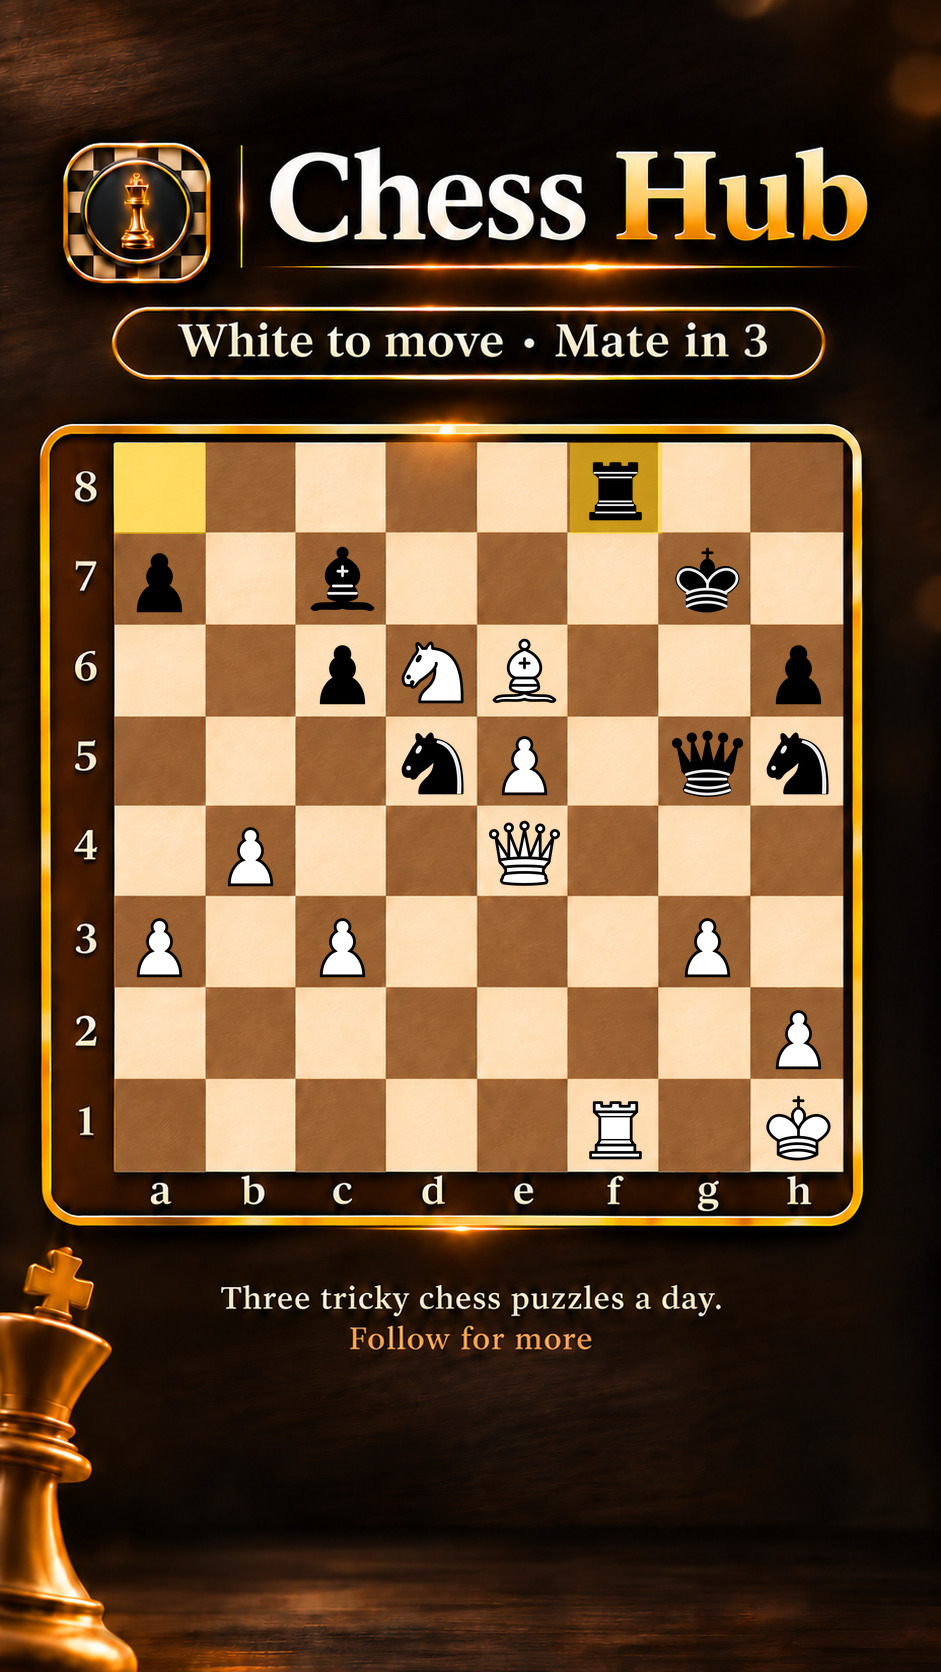 Chess Hub
White to move • Mate in 3
8
7
6
5
4
3
2
1
a b c d e f g h
Three tricky chess puzzles a day.
Follow for more